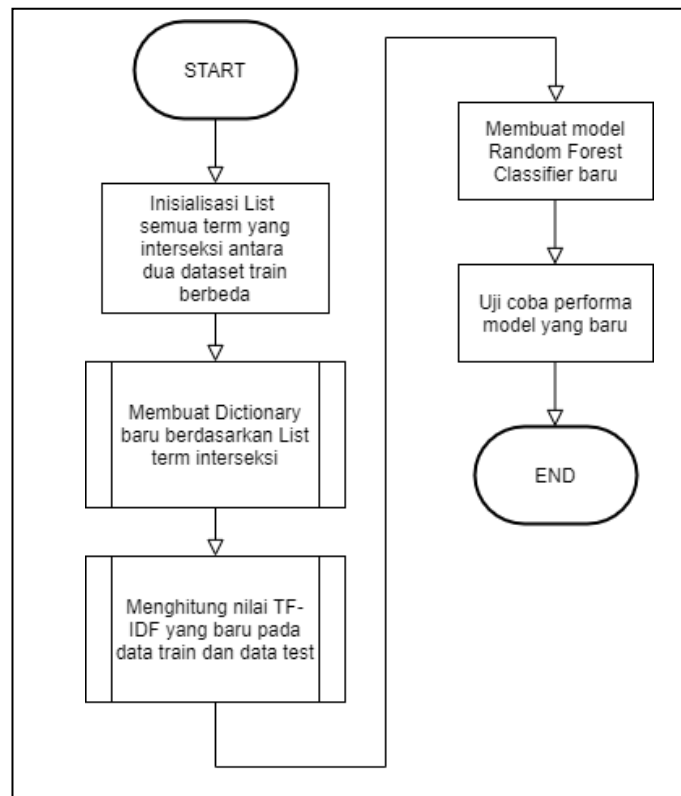 START
Inisialisasi List
semua term yang
interseksi antara
dua dataset train
berbeda
Membuat Dictionary
baru berdasarkan List
term interseksi
Menghitung nilai TF-
IDF yang baru pada
data train dan data test
Membuat model
Random Forest
Classifier baru
Uji coba performa
model yang baru
END